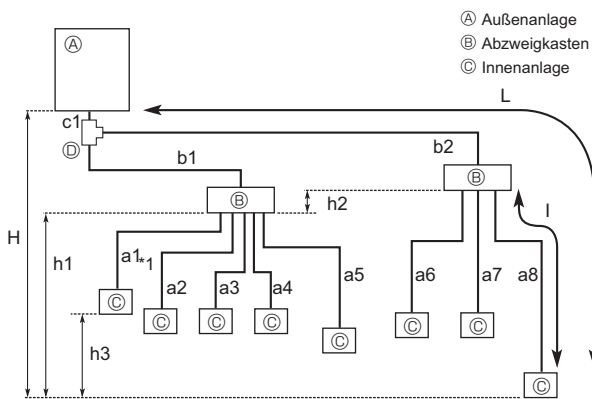 Ⓐ Außenanlage
Ⓑ Abzweigkasten
Ⓒ Innenanlage
Ⓐ
L
c1
Ⓓ
b1
b2
Ⓑ
Ⓑ
h2
H
h1
l
a1*1
a2
a3
a4
a5
a6
a7
a8
Ⓒ
Ⓒ
Ⓒ
Ⓒ
Ⓒ
Ⓒ
Ⓒ
h3
Ⓒ